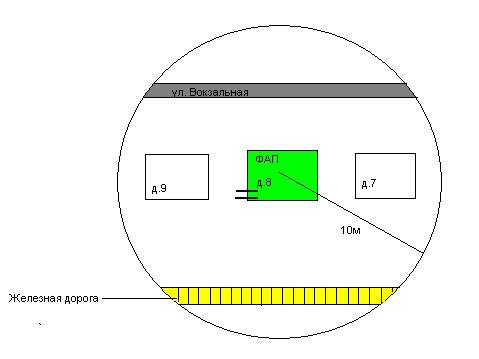 ул. Вокзальная
ФАП
д.9
д.8
д.7
10м
Железная дорога